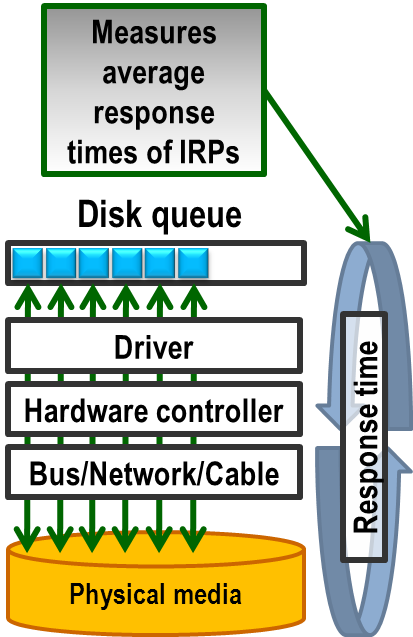 Measures
average
response
times of IRPs
Disk queue
Driver
Hardware controller
Bus/Network/Cable
Physical media
Response time